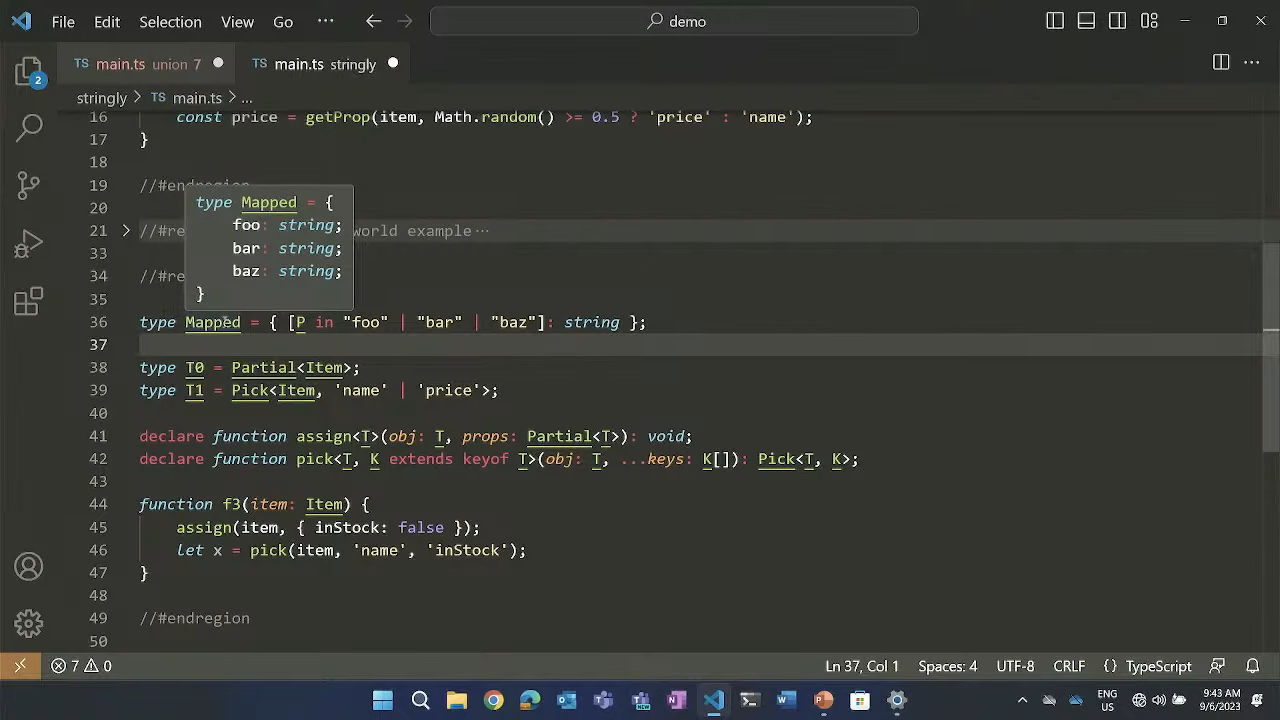 File Edit Selection View Go ··· demo
2
TS main.ts union 7 TS main.ts stringly
stringly > TS main.ts > ...
16 const price = getProp(item, Math.random() >= 0.5 ? 'price' : 'name');
17 }
18
19 //#endregion
20
21 //#re world example ···
33
34 //#re
35
type Mapped = {
foo: string;
bar: string;
baz: string;
}
36 type Mapped = { [P in "foo" | "bar" | "baz"]: string };
37
38 type T0 = Partial<Item>;
39 type T1 = Pick<Item, 'name' | 'price'>;
40
41 declare function assign<T>(obj: T, props: Partial<T>): void;
42 declare function pick<T, K extends keyof T>(obj: T, ...keys: K[]): Pick<T, K>;
43
44 function f3(item: Item) {
45 assign(item, { inStock: false });
46 let x = pick(item, 'name', 'inStock');
47 }
48
49 //#endregion
50
7 0 Ln 37, Col 1 Spaces: 4 UTF-8 CRLF {} TypeScript
ENG US 9:43 AM 9/6/2023